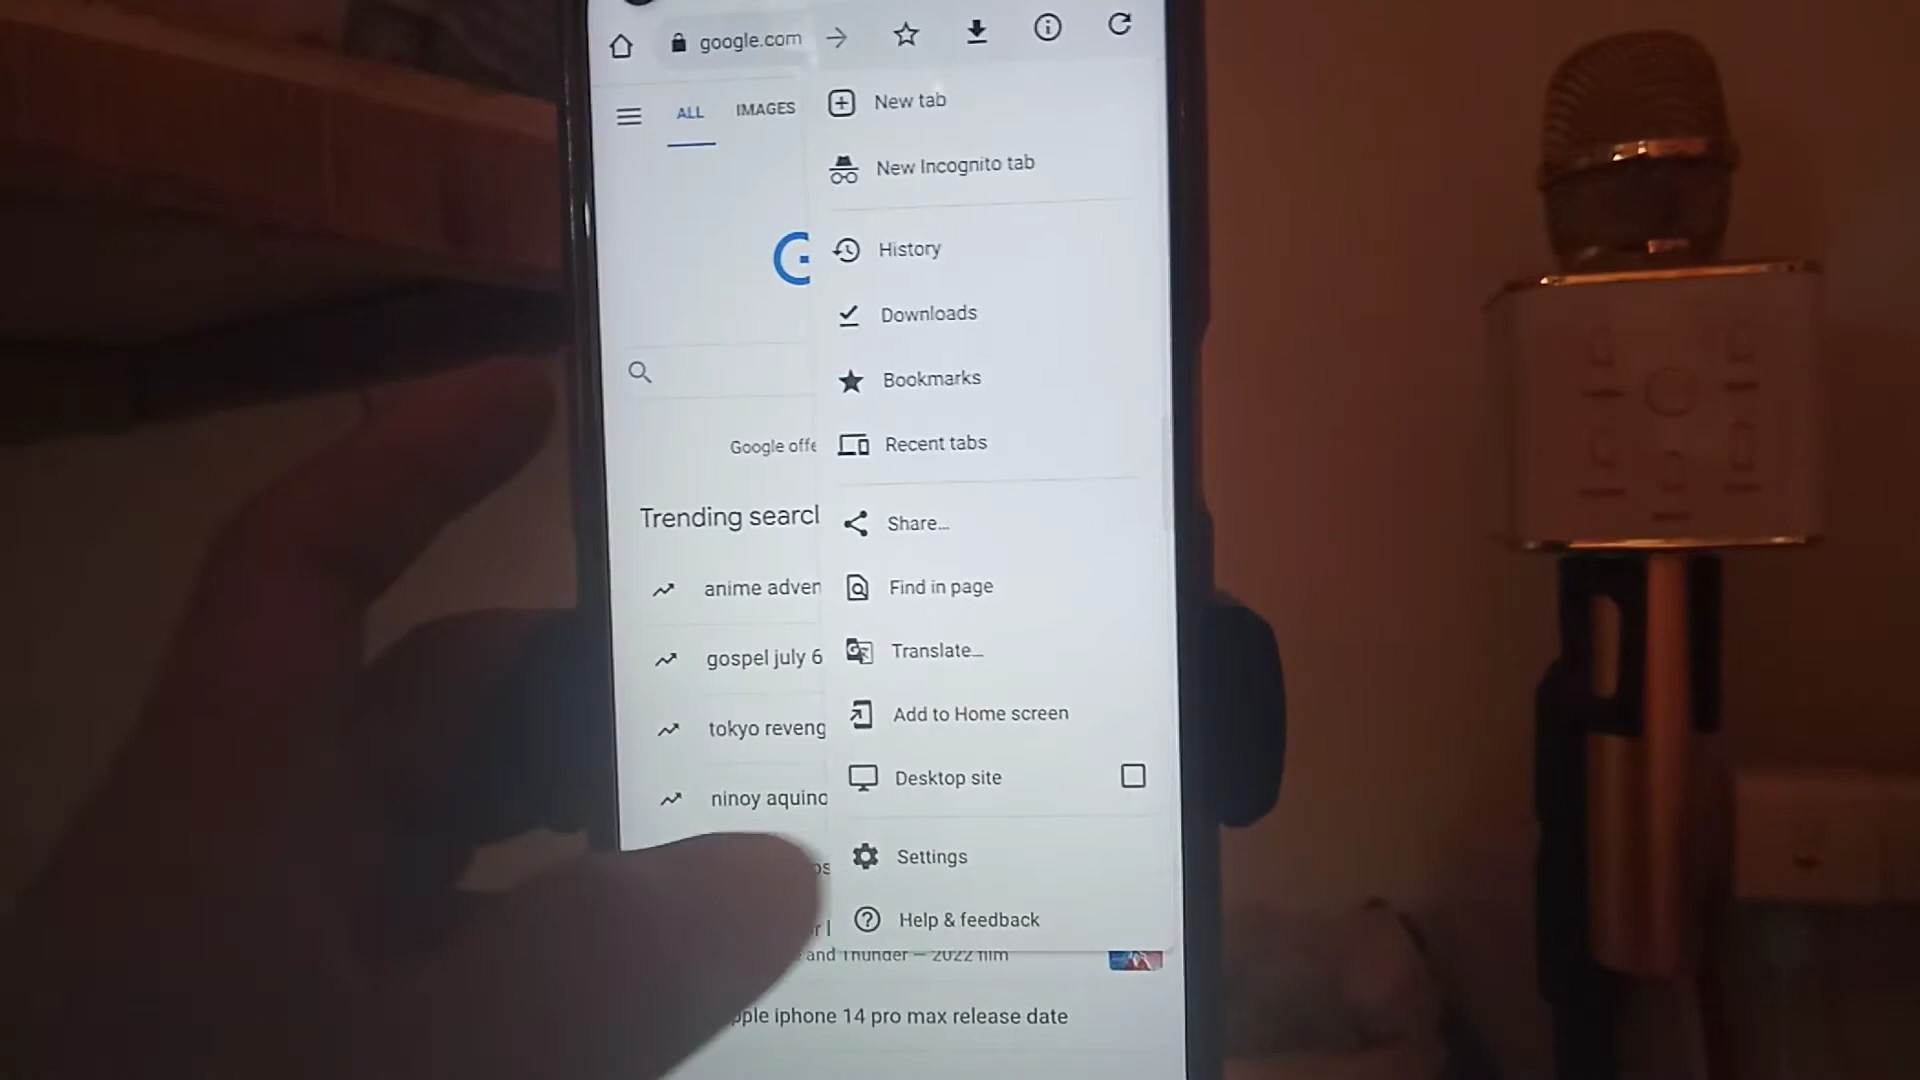 google.com
ALL IMAGES
New tab
New Incognito tab
History
Downloads
Bookmarks
Recent tabs
Share...
Find in page
Translate...
Add to Home screen
Desktop site
Settings
Help & feedback
G
Google offe
Trending searcl
anime adven
gospel july 6
tokyo reveng
ninoy aquino
os
r l
and Thunder — 2022 film
pple iphone 14 pro max release date